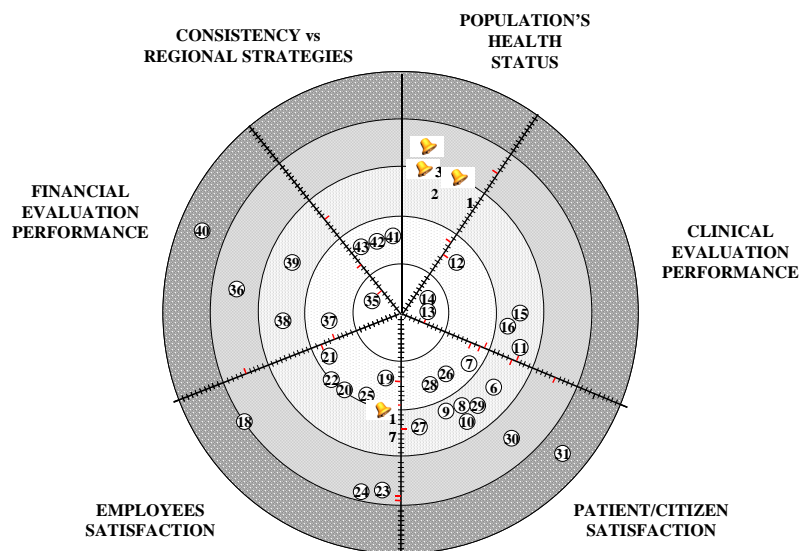 CONSISTENCY vs
REGIONAL STRATEGIES
POPULATION'S
HEALTH
STATUS
FINANCIAL
EVALUATION
PERFORMANCE
CLINICAL
EVALUATION
PERFORMANCE
EMPLOYEES
SATISFACTION
PATIENT/CITIZEN
SATISFACTION
3
2
1
40
43
42
41
39
12
36
35
14
13
15
38
37
16
11
21
7
22
19
26
6
20
28
25
8
29
9
1
7
10
18
27
30
31
24
23